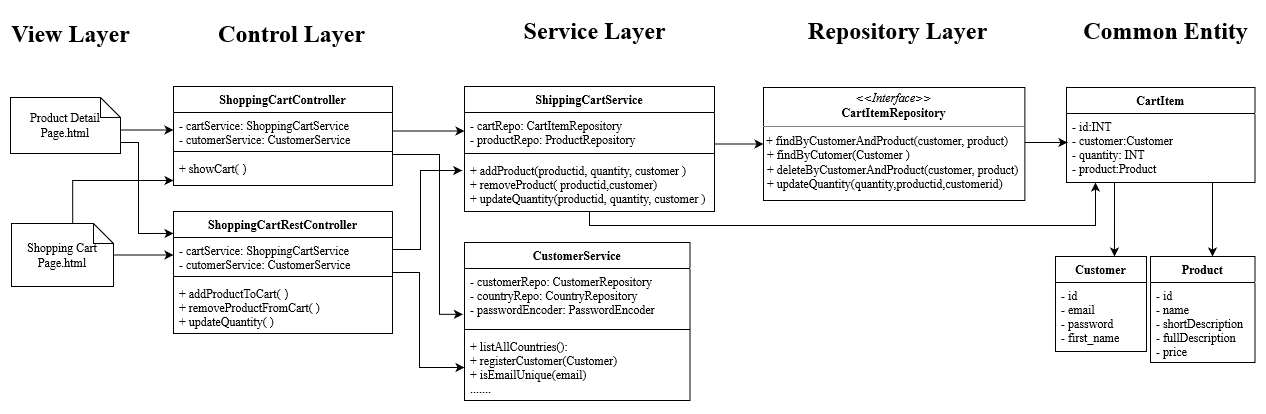 View Layer
Control Layer
Service Layer
Repository Layer
Common Entity
Product Detail
Page.html
Shopping Cart
Page.html
ShoppingCartController
- cartService: ShoppingCartService
- cutomerService: CustomerService
+ showCart( )
ShoppingCartRestController
- cartService: ShoppingCartService
- cutomerService: CustomerService
+ addProductToCart( )
+ removeProductFromCart( )
+ updateQuantity( )
ShippingCartService
- cartRepo: CartItemRepository
- productRepo: ProductRepository
+ addProduct(productid, quantity, customer )
+ removeProduct( productid,customer)
+ updateQuantity(productid, quantity, customer )
CustomerService
- customerRepo: CustomerRepository
- countryRepo: CountryRepository
- passwordEncoder: PasswordEncoder
+ listAllCountries():
+ registerCustomer(Customer)
+ isEmailUnique(email)
.......
<<Interface>>
CartItemRepository
+ findByCustomerAndProduct(customer, product)
+ findByCutomer(Customer )
+ deleteByCustomerAndProduct(customer, product)
+ updateQuantity(quantity,productid,customerid)
CartItem
- id:INT
- customer:Customer
- quantity: INT
- product:Product
Customer
- id
- email
- password
- first_name
Product
- id
- name
- shortDescription
- fullDescription
- price